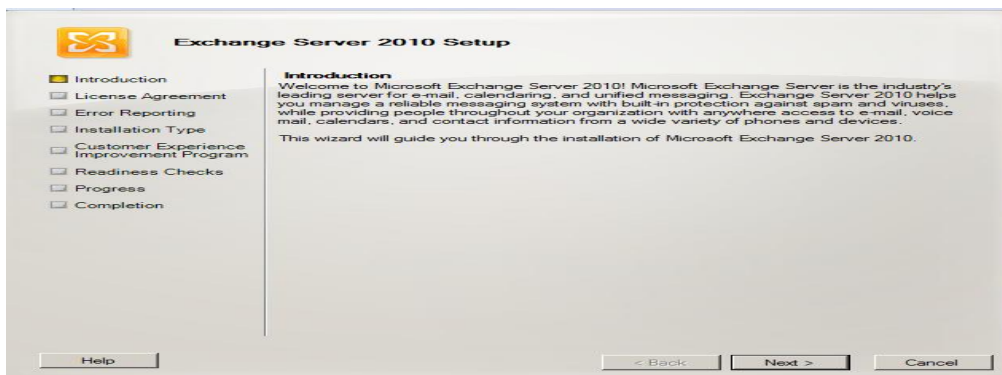 Exchange Server 2010 Setup
Introduction
License Agreement
Error Reporting
Installation Type
Customer Experience
Improvement Program
Readiness Checks
Progress
Completion
Introduction
Welcome to Microsoft Exchange Server 2010! Microsoft Exchange Server is the industry's
leading server for e-mail, calendaring, and unified messaging. Exchange Server 2010 helps
you manage a reliable messaging system with built-in protection against spam and viruses,
while providing people throughout your organization with anywhere access to e-mail, voice
mail, calendars, and contact information from a wide variety of phones and devices.
This wizard will guide you through the installation of Microsoft Exchange Server 2010.
Help
< Back
Next >
Cancel